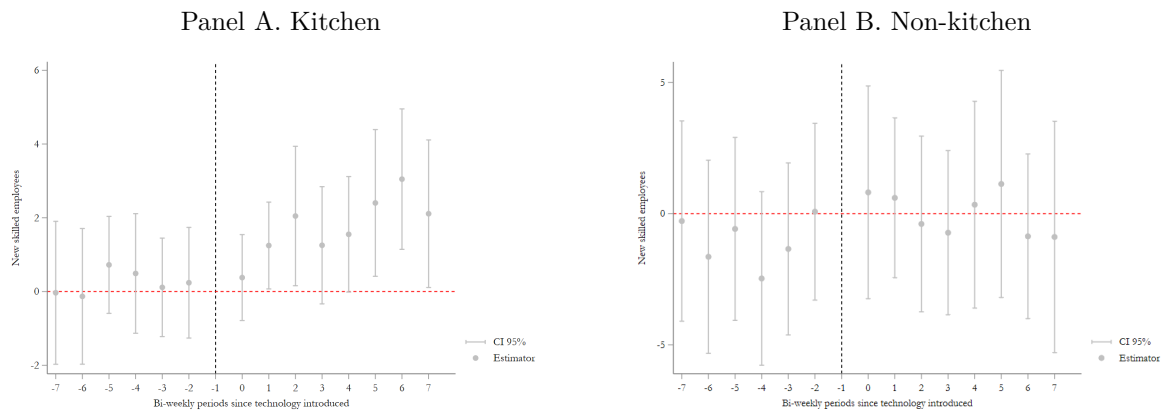 Panel A. Kitchen
6
4
2
0
-2
New skilled employees
-7 -6 -5 -4 -3 -2 -1 0 1 2 3 4 5 6 7
Bi-weekly periods since technology introduced
CI 95%
Estimator
Panel B. Non-kitchen
5
0
-5
New skilled employees
-7 -6 -5 -4 -3 -2 -1 0 1 2 3 4 5 6 7
Bi-weekly periods since technology introduced
CI 95%
Estimator